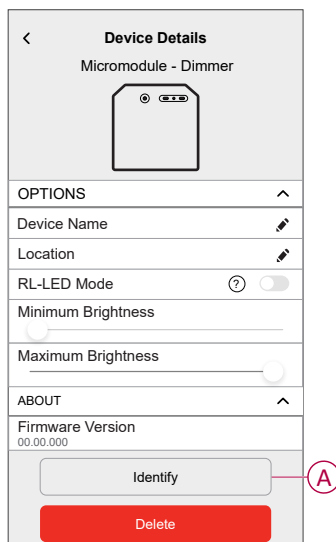 Device Details
Micromodule - Dimmer
OPTIONS
Device Name
Location
RL-LED Mode ?
Minimum Brightness
Maximum Brightness
ABOUT
Firmware Version
00.00.000
Identify
A
Delete